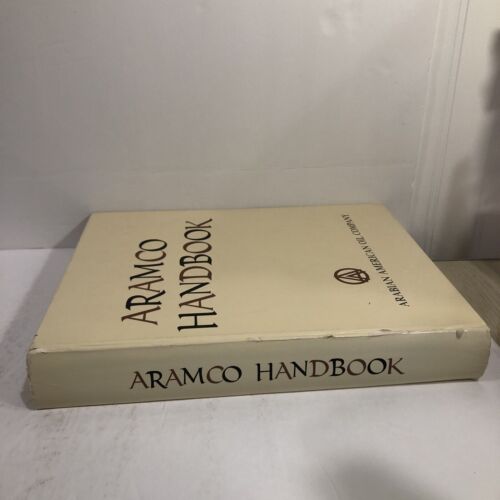 ARAMCO
HANDBOOK
ARABIAN AMERICAN OIL COMPANY
ARAMCO HANDBOOK